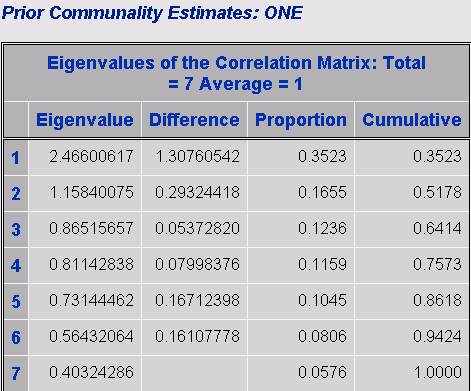 Prior Communality Estimates: ONE
Eigenvalues of the Correlation Matrix: Total
= 7 Average = 1
Eigenvalue Difference Proportion Cumulative
1 2.46600617 1.30760542 0.3523 0.3523
2 1.15840075 0.29324418 0.1655 0.5178
3 0.86515657 0.05372820 0.1236 0.6414
4 0.81142838 0.07998376 0.1159 0.7573
5 0.73144462 0.16712398 0.1045 0.8618
6 0.56432064 0.16107778 0.0806 0.9424
7 0.40324286 0.0576 1.0000